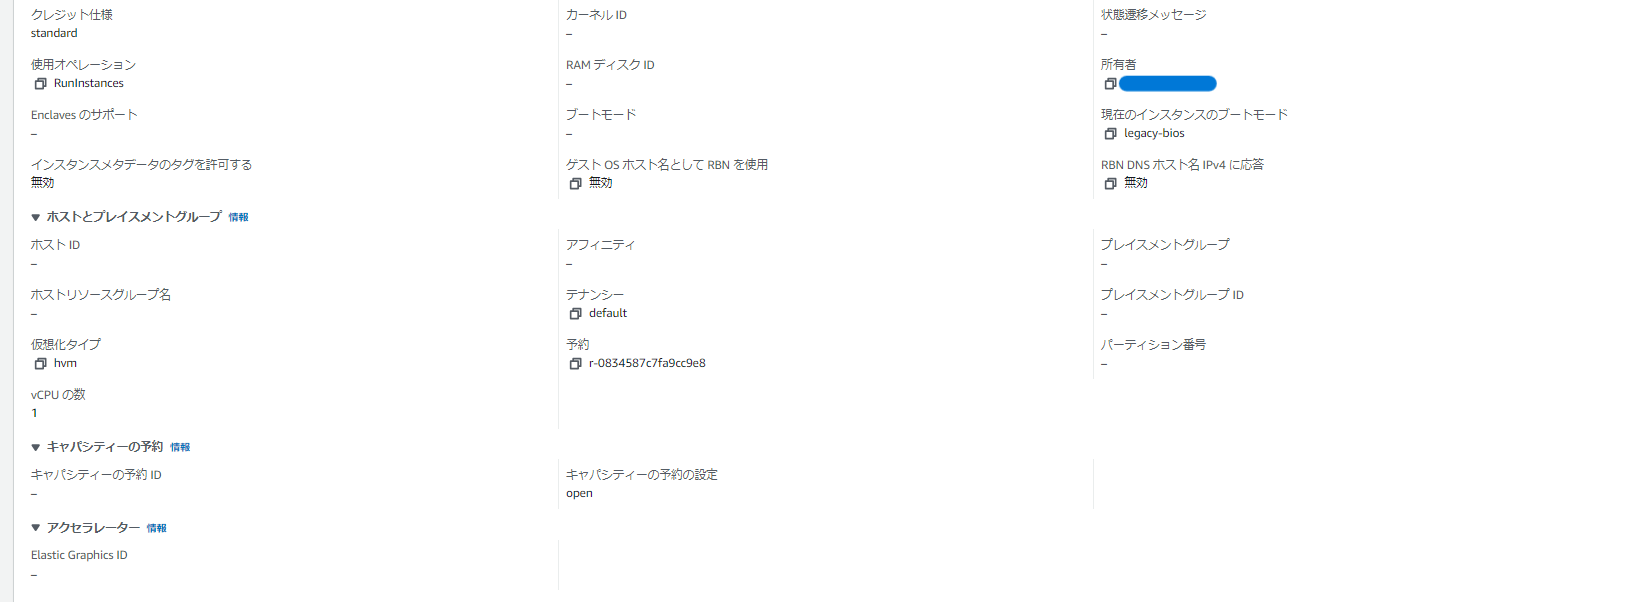 クレジット仕様
standard
カーネル ID
–
状態遷移メッセージ
–
使用オペレーション
RunInstances
RAM ディスク ID
–
所有者
Enclaves のサポート
–
ブートモード
–
現在のインスタンスのブートモード
legacy-bios
インスタンスメタデータのタグを許可する
無効
ゲスト OS ホスト名として RBN を使用
無効
RBN DNS ホスト名 IPv4 に応答
無効
▼ ホストとプレイスメントグループ 情報
ホスト ID
–
アフィニティ
–
プレイスメントグループ
–
ホストリソースグループ名
–
テナンシー
default
プレイスメントグループ ID
–
仮想化タイプ
hvm
予約
r-0834587c7fa9cc9e8
パーティション番号
–
vCPU の数
1
▼ キャパシティーの予約 情報
キャパシティーの予約 ID
–
キャパシティーの予約の設定
open
▼ アクセラレーター 情報
Elastic Graphics ID
–